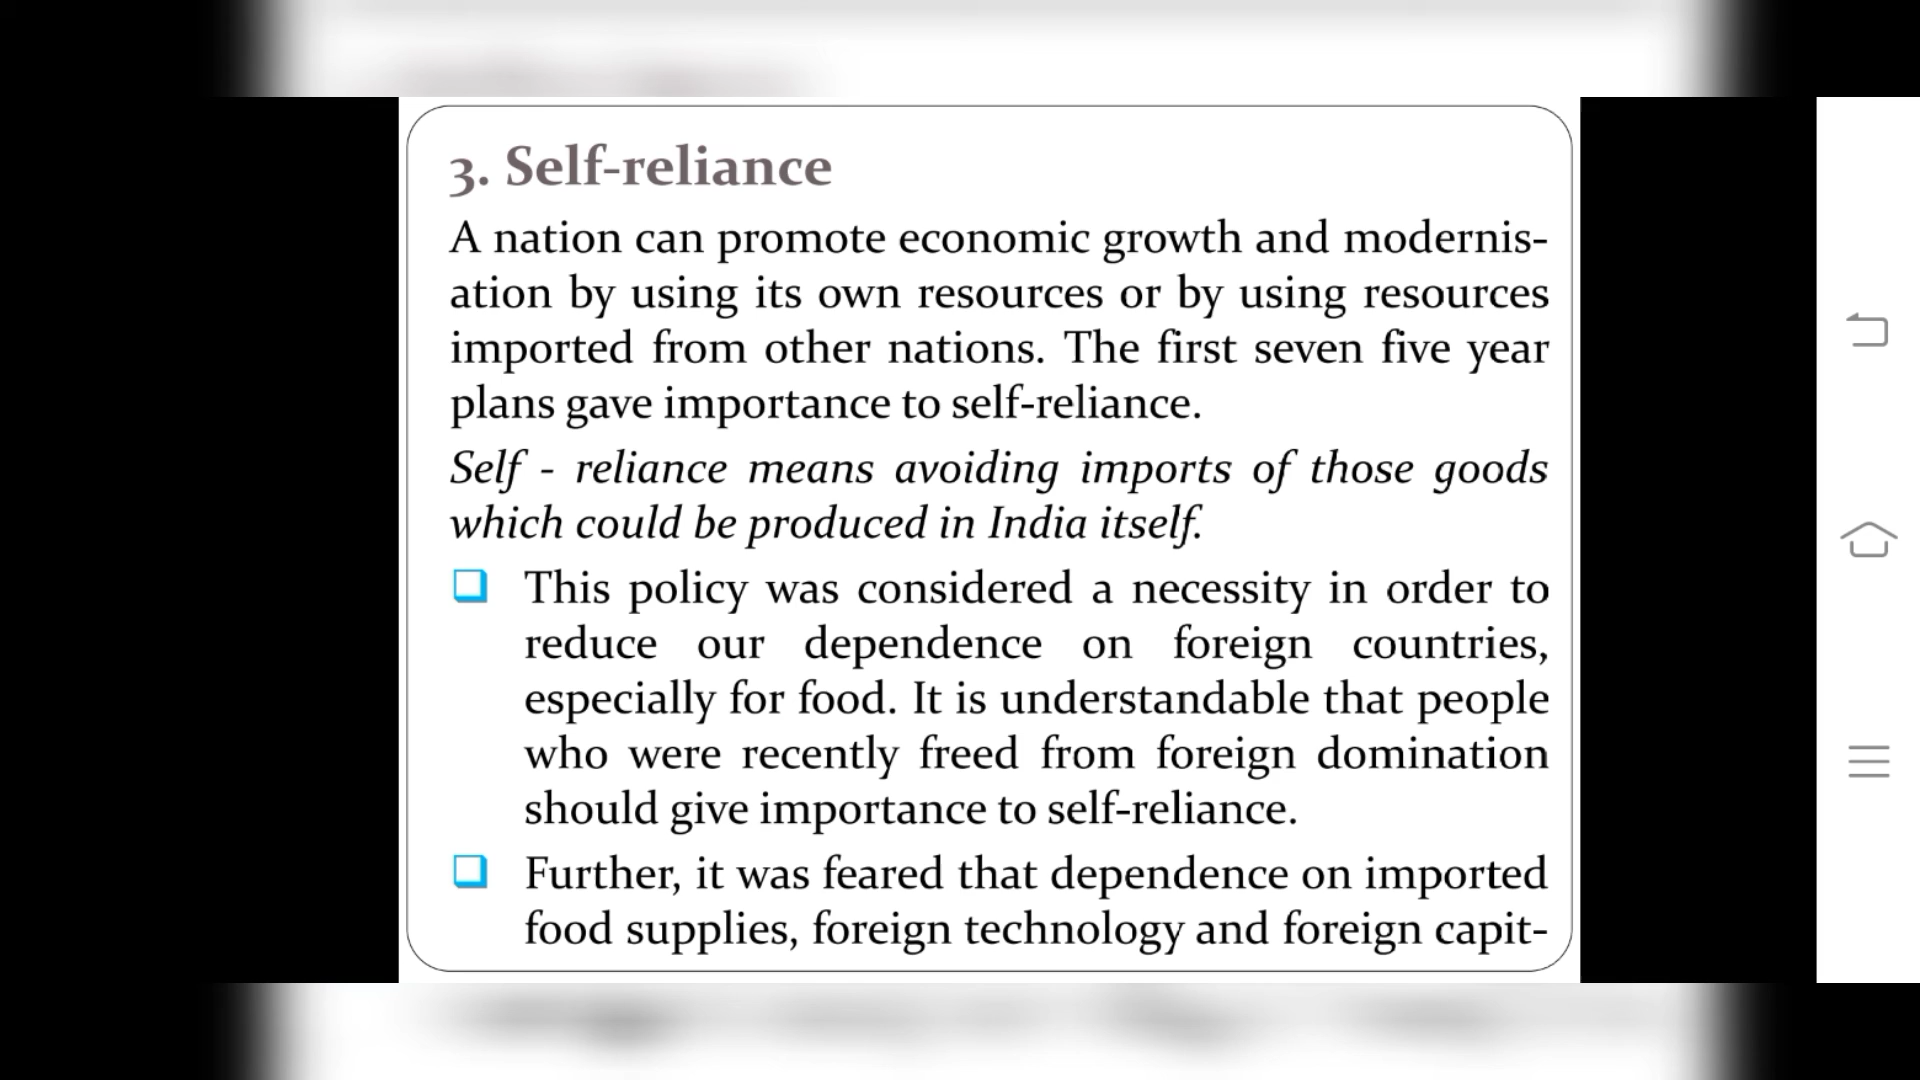 3. Self-reliance
A nation can promote economic growth and modernis-
ation by using its own resources or by using resources
imported from other nations. The first seven five year
plans gave importance to self-reliance.
Self - reliance means avoiding imports of those goods
which could be produced in India itself.
This policy was considered a necessity in order to
reduce our dependence on foreign countries,
especially for food. It is understandable that people
who were recently freed from foreign domination
should give importance to self-reliance.
Further, it was feared that dependence on imported
food supplies, foreign technology and foreign capit-